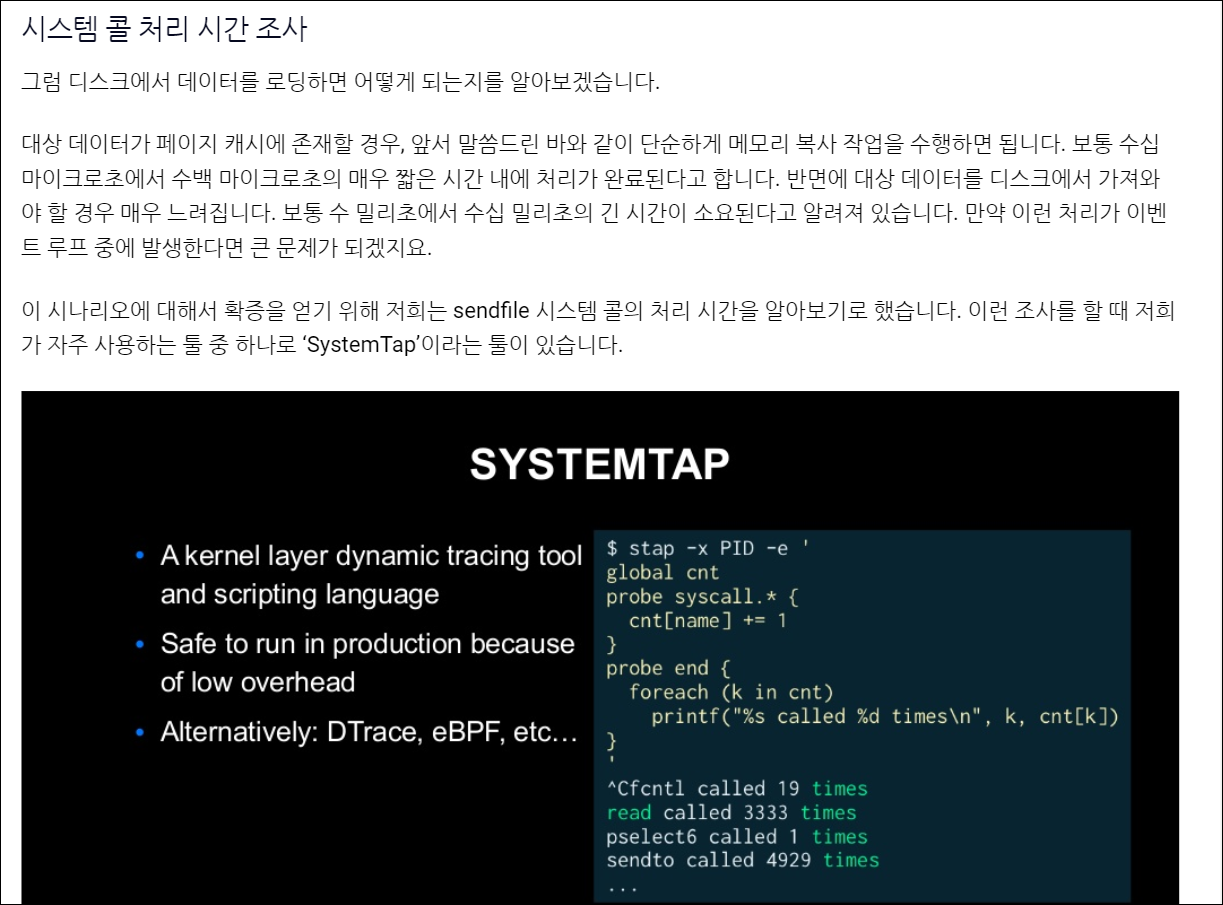 시스템 콜 처리 시간 조사
그럼 디스크에서 데이터를 로딩하면 어떻게 되는지를 알아보겠습니다.
대상 데이터가 페이지 캐시에 존재할 경우, 앞서 말씀드린 바와 같이 단순하게 메모리 복사 작업을 수행하면 됩니다. 보통 수십
마이크로초에서 수백 마이크로초의 매우 짧은 시간 내에 처리가 완료된다고 합니다. 반면에 대상 데이터를 디스크에서 가져와
야 할 경우 매우 느려집니다. 보통 수 밀리초에서 수십 밀리초의 긴 시간이 소요된다고 알려져 있습니다. 만약 이런 처리가 이벤
트 루프 중에 발생한다면 큰 문제가 되겠지요.
이 시나리오에 대해서 확증을 얻기 위해 저희는 sendfile 시스템 콜의 처리 시간을 알아보기로 했습니다. 이런 조사를 할 때 저희
가 자주 사용하는 툴 중 하나로 ‘SystemTap’이라는 툴이 있습니다.
SYSTEMTAP
• A kernel layer dynamic tracing tool
and scripting language
• Safe to run in production because
of low overhead
• Alternatively: DTrace, eBPF, etc…
$ stap -x PID -e '
global cnt
probe syscall.* {
cnt[name] += 1
}
probe end {
foreach (k in cnt)
printf("%s called %d times\n", k, cnt[k])
}
'
^Cfcntl called 19 times
read called 3333 times
pselect6 called 1 times
sendto called 4929 times
...